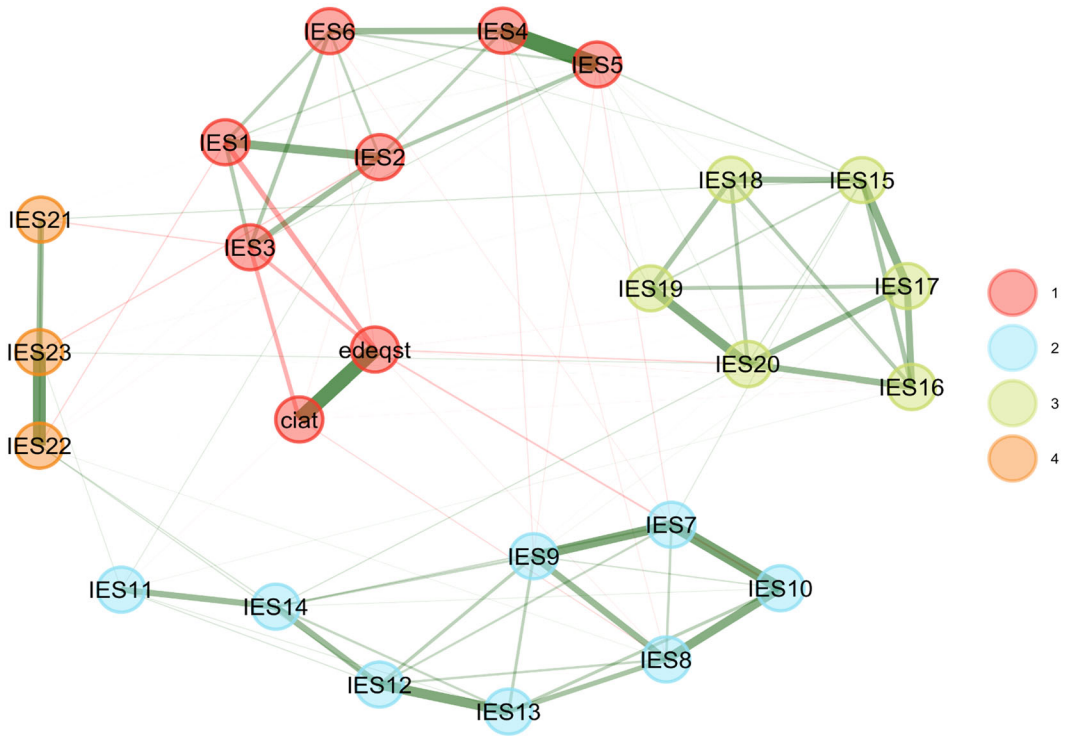 IES6
IES4
IES5
IES1
IES2
IES18
IES15
IES21
IES3
IES19
IES17
IES23
edeqst
IES20
IES16
ciat
IES22
IES7
IES9
IES11
IES14
IES10
IES8
IES12
IES13
1
2
3
4